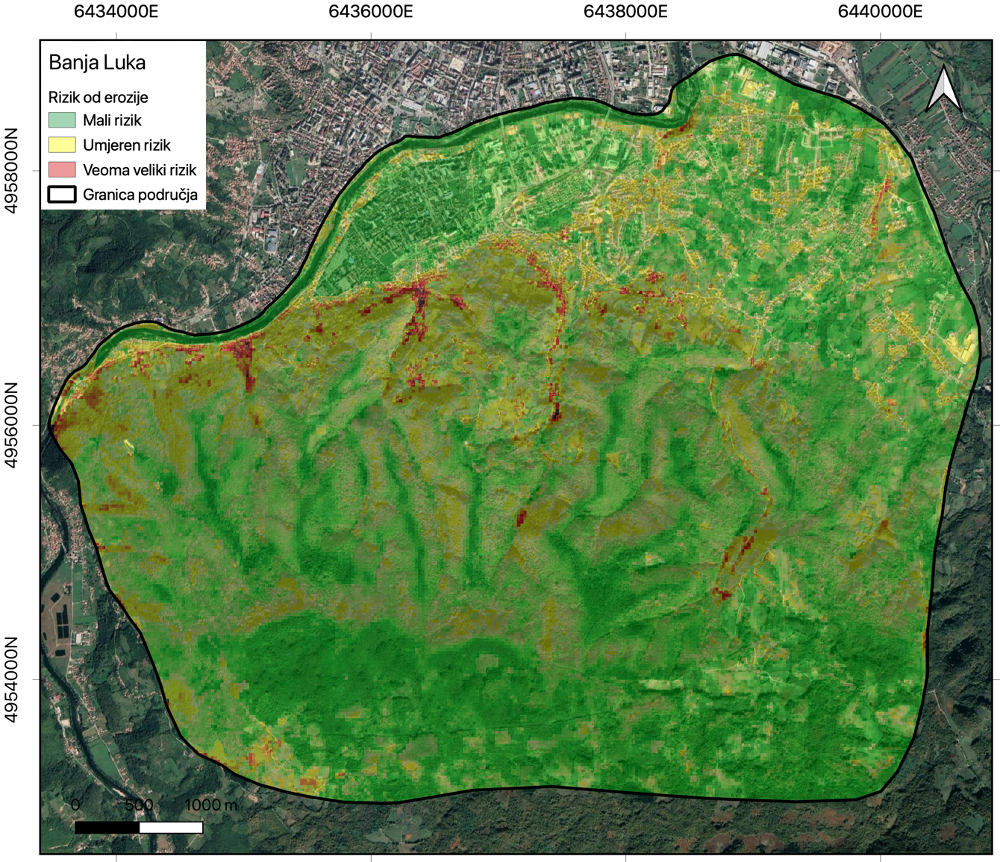 6434000E 6436000E 6438000E 6440000E
Banja Luka
Rizik od erozije
Mali rizik
Umjeren rizik
Veoma veliki rizik
Granica područja
4958000N
4956000N
4954000N
0 500 1000 m